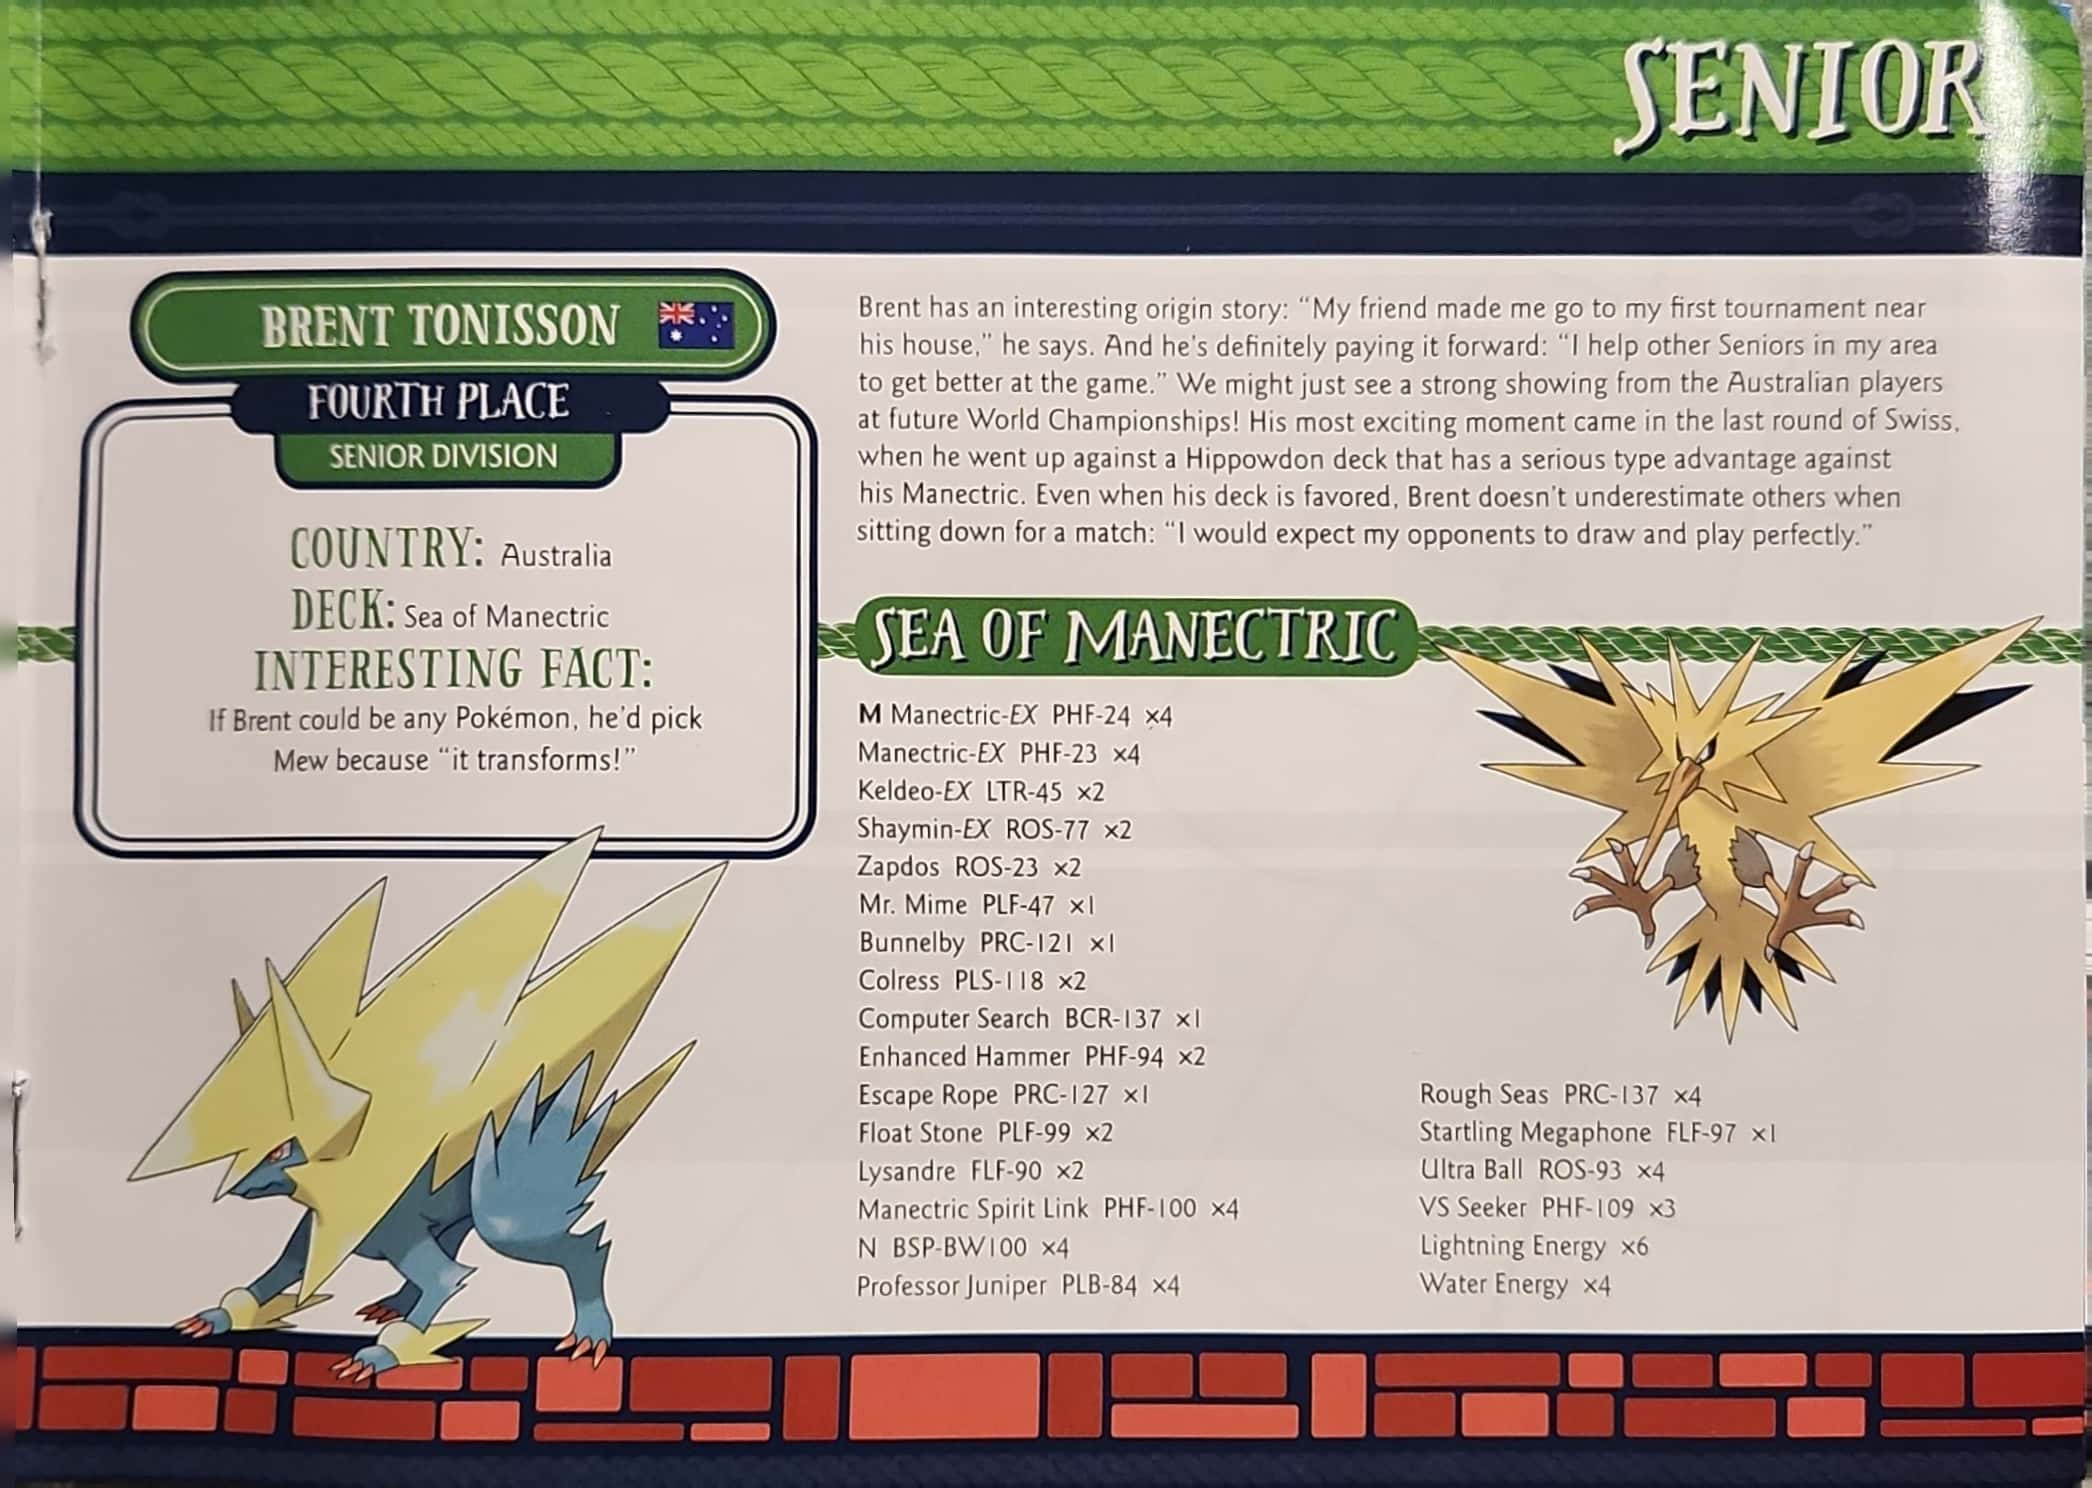 SENIOR
BRENT TONISSON
FOURTH PLACE
SENIOR DIVISION
COUNTRY: Australia
DECK: Sea of Manectric
INTERESTING FACT:
If Brent could be any Pokémon, he'd pick
Mew because “it transforms!”
Brent has an interesting origin story: “My friend made me go to my first tournament near
his house,” he says. And he's definitely paying it forward: “I help other Seniors in my area
to get better at the game.” We might just see a strong showing from the Australian players
at future World Championships! His most exciting moment came in the last round of Swiss,
when he went up against a Hippowdon deck that has a serious type advantage against
his Manectric. Even when his deck is favored, Brent doesn't underestimate others when
sitting down for a match: “I would expect my opponents to draw and play perfectly.”
SEA OF MANECTRIC
M Manectric-EX PHF-24 ×4
Manectric-EX PHF-23 ×4
Keldeo-EX LTR-45 ×2
Shaymin-EX ROS-77 ×2
Zapdos ROS-23 ×2
Mr. Mime PLF-47 ×1
Bunnelby PRC-121 ×1
Colress PLS-118 ×2
Computer Search BCR-137 ×1
Enhanced Hammer PHF-94 ×2
Escape Rope PRC-127 ×1
Float Stone PLF-99 ×2
Lysandre FLF-90 ×2
Manectric Spirit Link PHF-100 ×4
N BSP-BW100 ×4
Professor Juniper PLB-84 ×4
Rough Seas PRC-137 ×4
Startling Megaphone FLF-97 ×1
Ultra Ball ROS-93 ×4
VS Seeker PHF-109 ×3
Lightning Energy ×6
Water Energy ×4